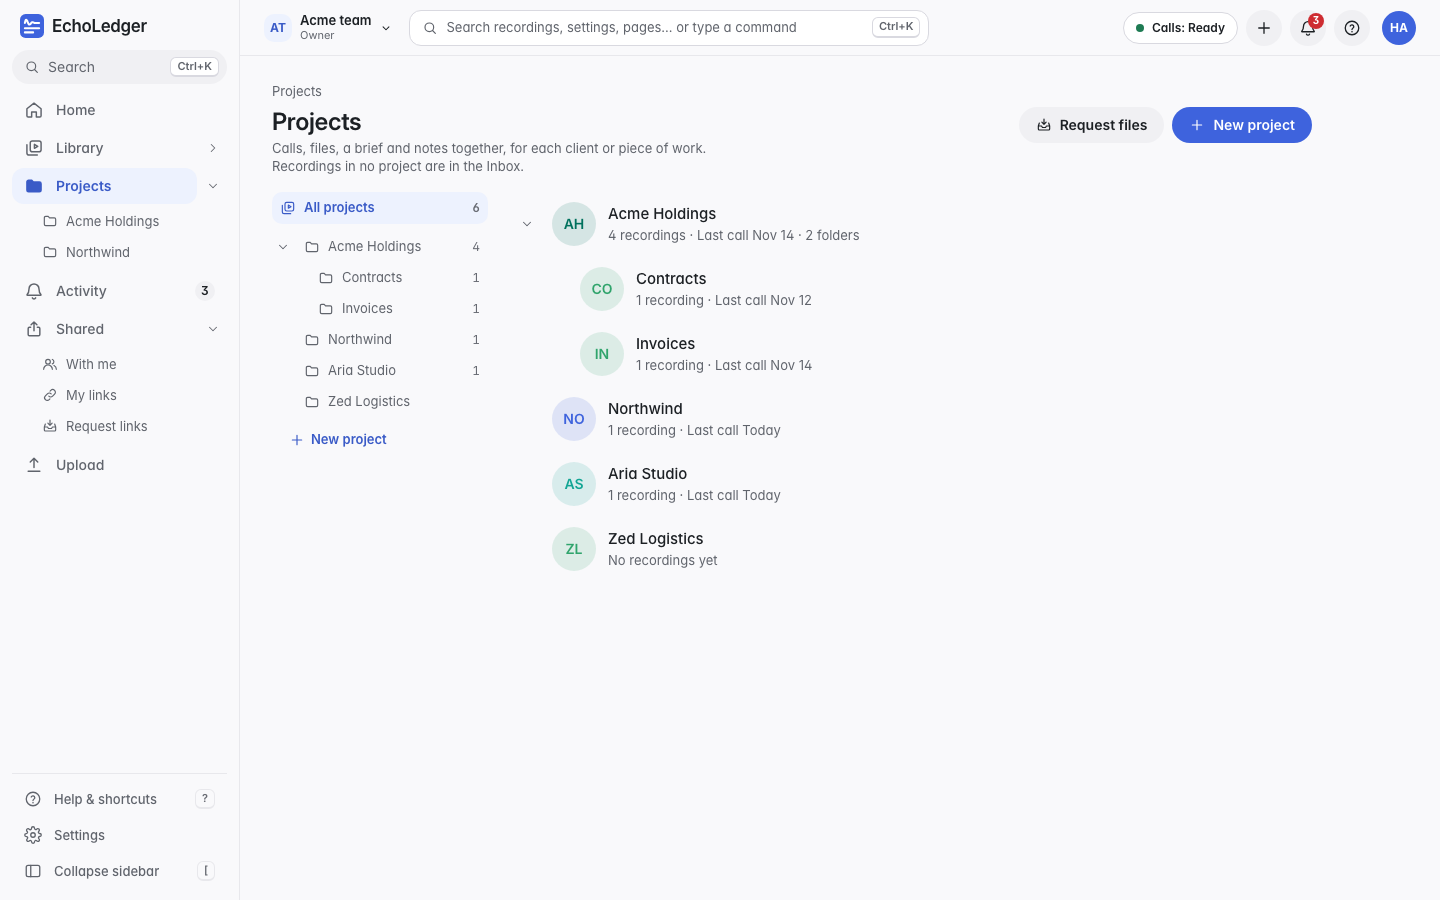 EchoLedger
Search
Ctrl+K
Home
Library
Projects
Acme Holdings
Northwind
Activity
3
Shared
With me
My links
Request links
Upload
Help & shortcuts
?
Settings
Collapse sidebar
[
AT
Acme team
Owner
Search recordings, settings, pages... or type a command
Ctrl+K
Calls: Ready
3
HA
Projects
Projects
Calls, files, a brief and notes together, for each client or piece of work.
Recordings in no project are in the Inbox.
Request files
New project
All projects
6
Acme Holdings
4
Contracts
1
Invoices
1
Northwind
1
Aria Studio
1
Zed Logistics
New project
AH
Acme Holdings
4 recordings · Last call Nov 14 · 2 folders
CO
Contracts
1 recording · Last call Nov 12
IN
Invoices
1 recording · Last call Nov 14
NO
Northwind
1 recording · Last call Today
AS
Aria Studio
1 recording · Last call Today
ZL
Zed Logistics
No recordings yet